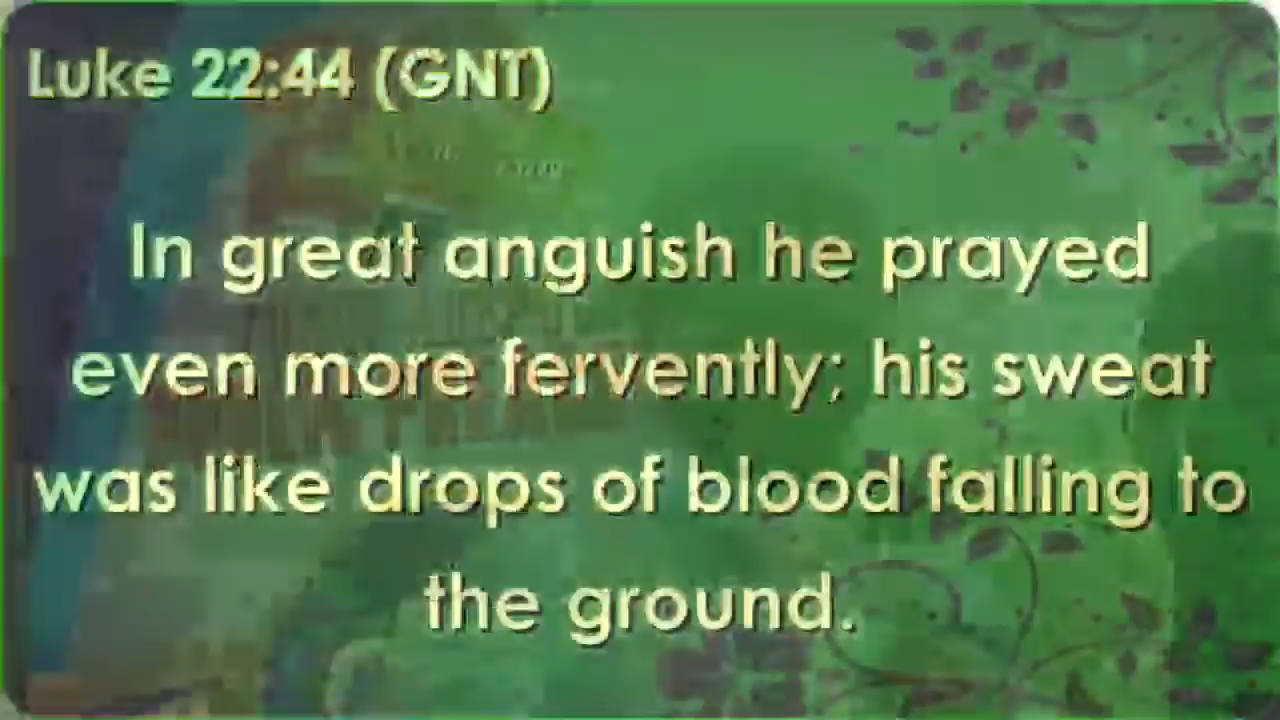 Luke 22:44 (GNT)
In great anguish he prayed
even more fervently; his sweat
was like drops of blood falling to
the ground.